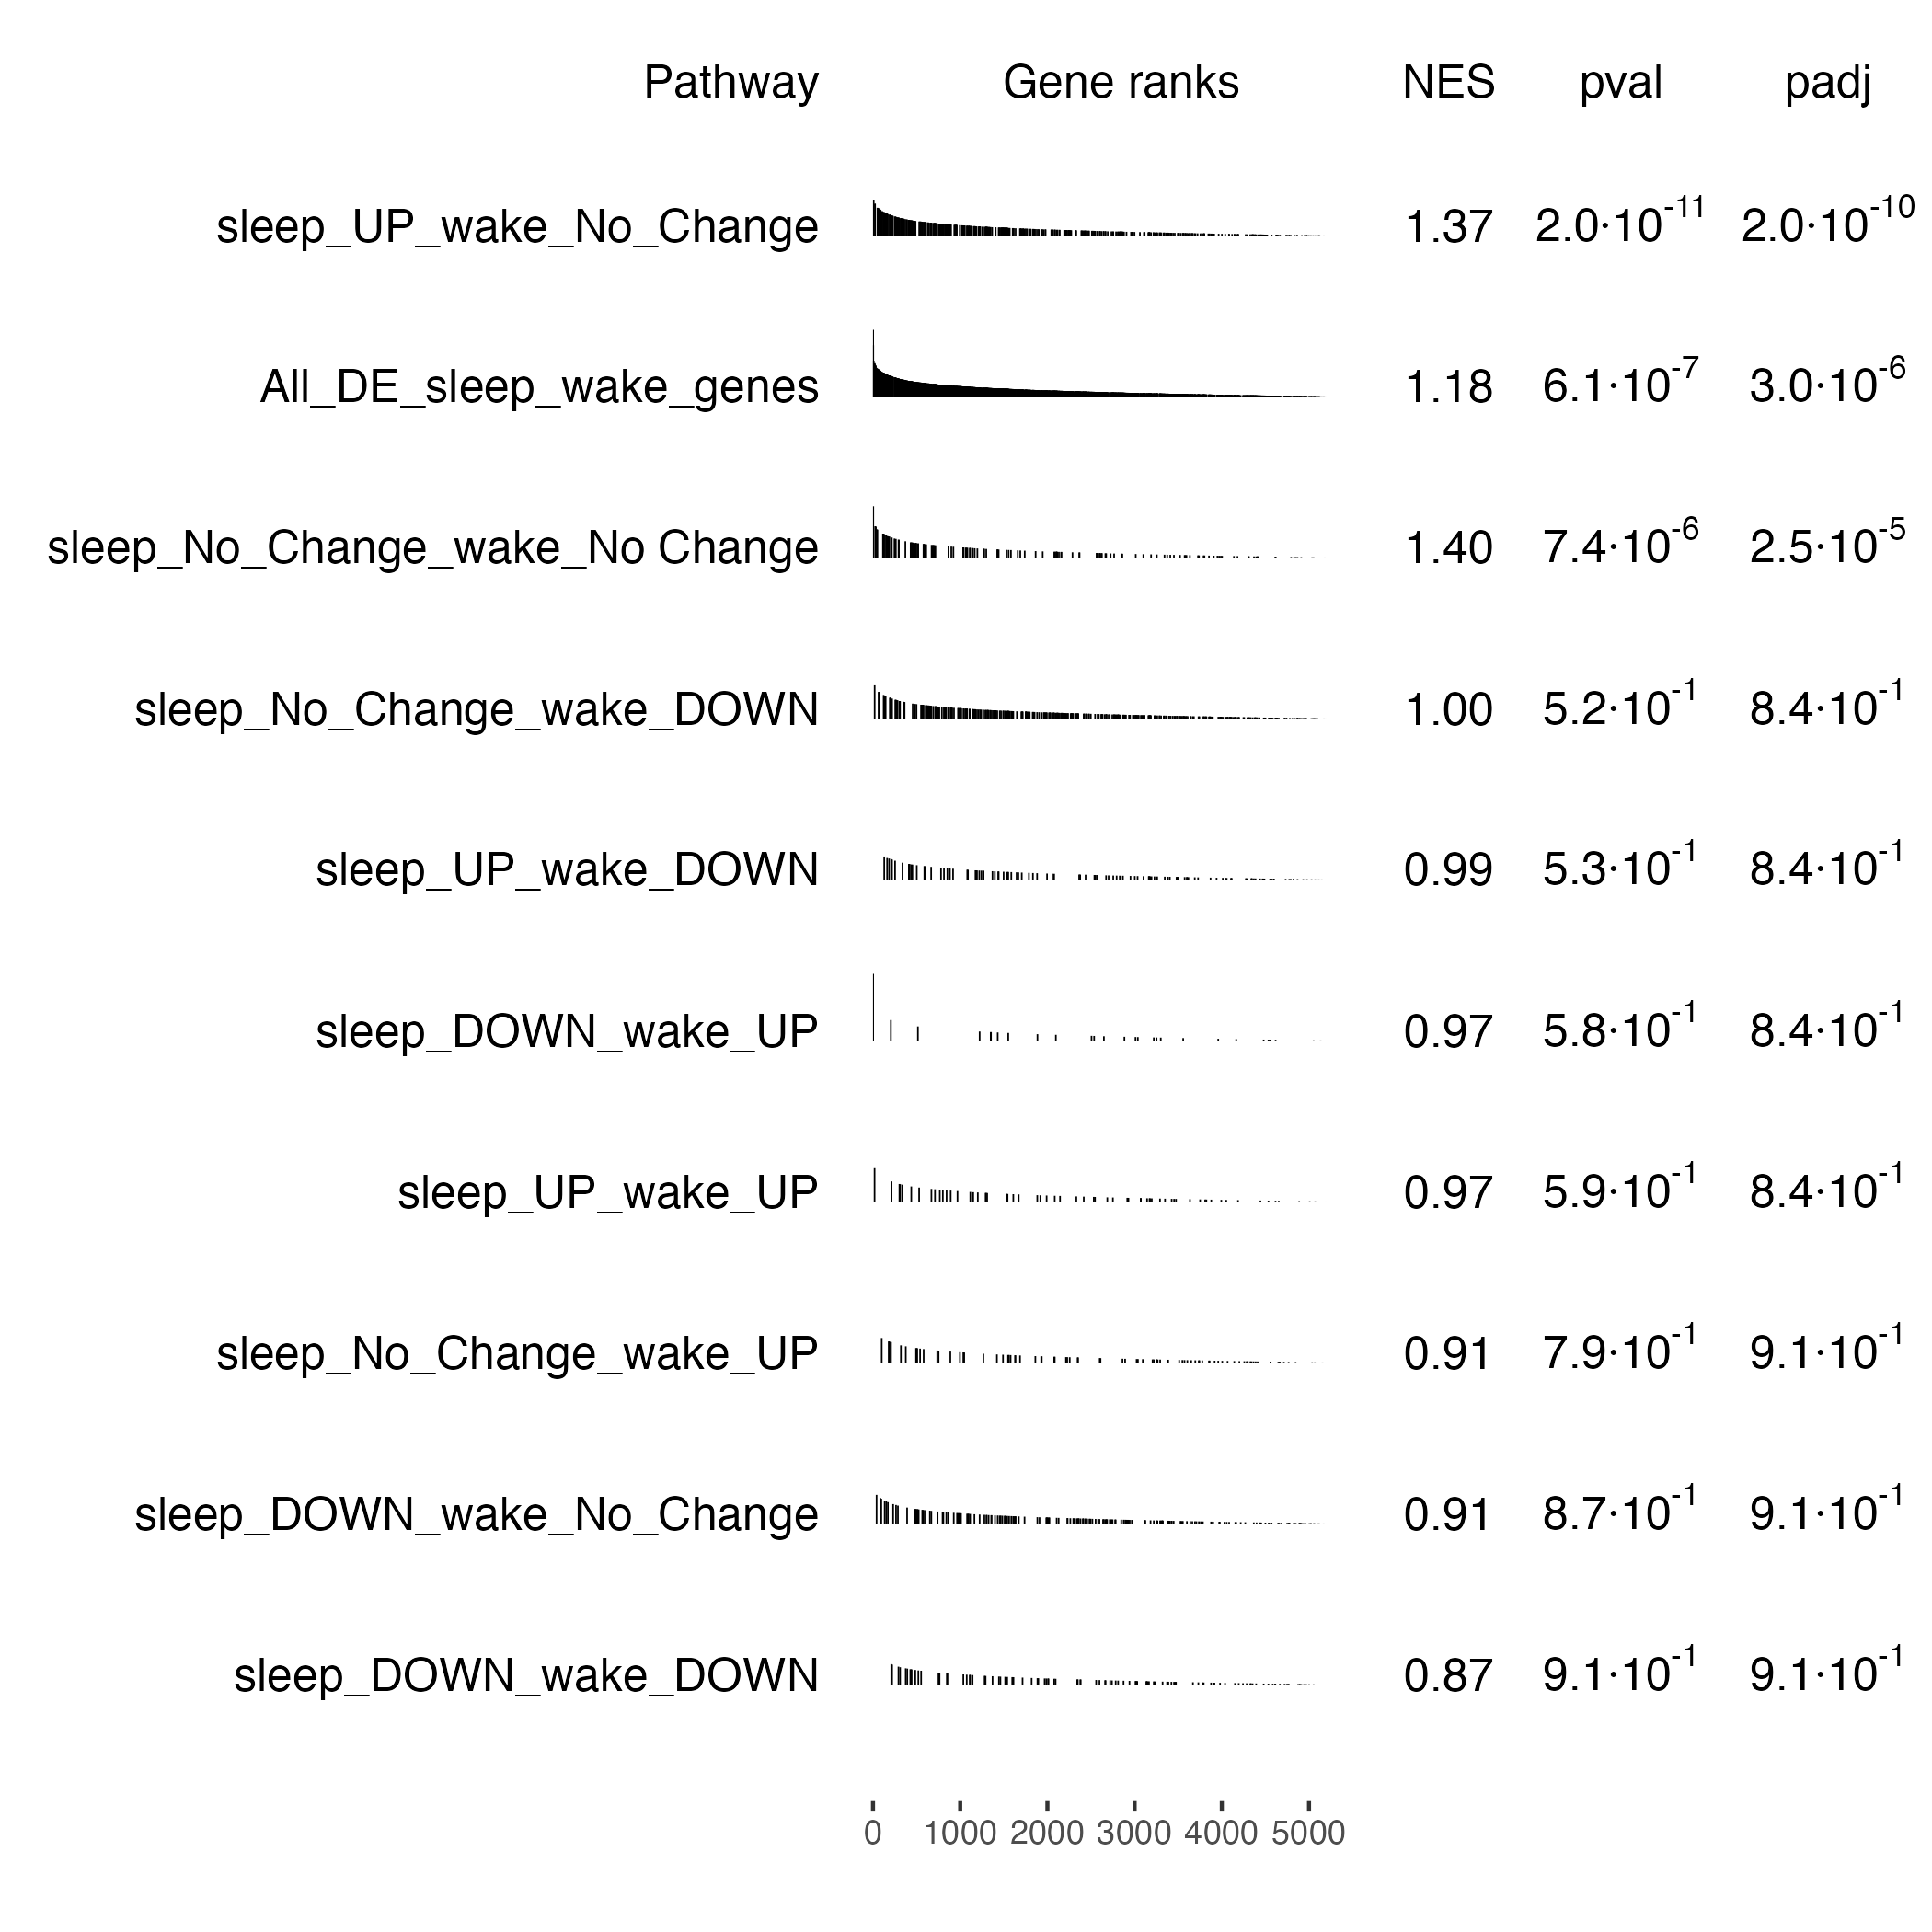 Pathway Gene ranks NES pval padj
sleep_UP_wake_No_Change 1.37 2.0·10⁻¹¹ 2.0·10⁻¹⁰
All_DE_sleep_wake_genes 1.18 6.1·10⁻⁷ 3.0·10⁻⁶
sleep_No_Change_wake_No Change 1.40 7.4·10⁻⁶ 2.5·10⁻⁵
sleep_No_Change_wake_DOWN 1.00 5.2·10⁻¹ 8.4·10⁻¹
sleep_UP_wake_DOWN 0.99 5.3·10⁻¹ 8.4·10⁻¹
sleep_DOWN_wake_UP 0.97 5.8·10⁻¹ 8.4·10⁻¹
sleep_UP_wake_UP 0.97 5.9·10⁻¹ 8.4·10⁻¹
sleep_No_Change_wake_UP 0.91 7.9·10⁻¹ 9.1·10⁻¹
sleep_DOWN_wake_No_Change 0.91 8.7·10⁻¹ 9.1·10⁻¹
sleep_DOWN_wake_DOWN 0.87 9.1·10⁻¹ 9.1·10⁻¹
0 1000 2000 3000 4000 5000